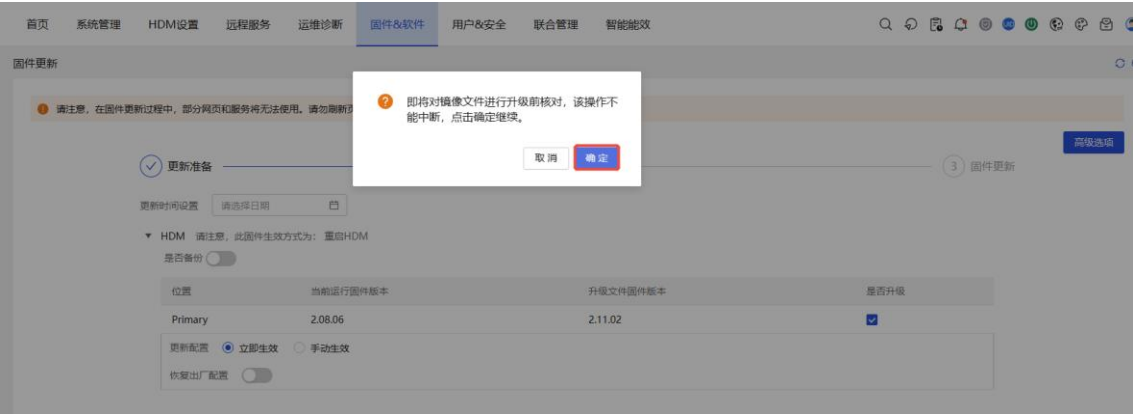 首页 系统管理 HDM设置 远程服务 运维诊断 固件&软件 用户&安全 联合管理 智能能效
固件更新
请注意，在固件更新过程中，部分网页和服务将无法使用。请勿刷新
即将对镜像文件进行升级前核对，该操作不
能中断，点击确定继续。
取消 确定
高级选项
更新准备
3 固件更新
更新时间设置 请选择日期
HDM 请注意，此固件生效方式为： 重启HDM
是否备份
位置 当前运行固件版本 升级文件固件版本 是否升级
Primary 2.08.06 2.11.02
更新配置 立即生效 手动生效
恢复出厂配置